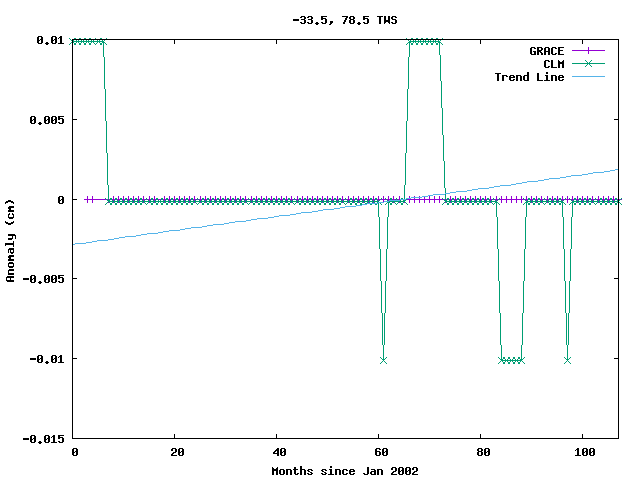 -33.5, 78.5 TWS
GRACE
CLM
Trend Line
0.01
0.005
0
-0.005
-0.01
-0.015
Anomaly (cm)
0 20 40 60 80 100
Months since Jan 2002